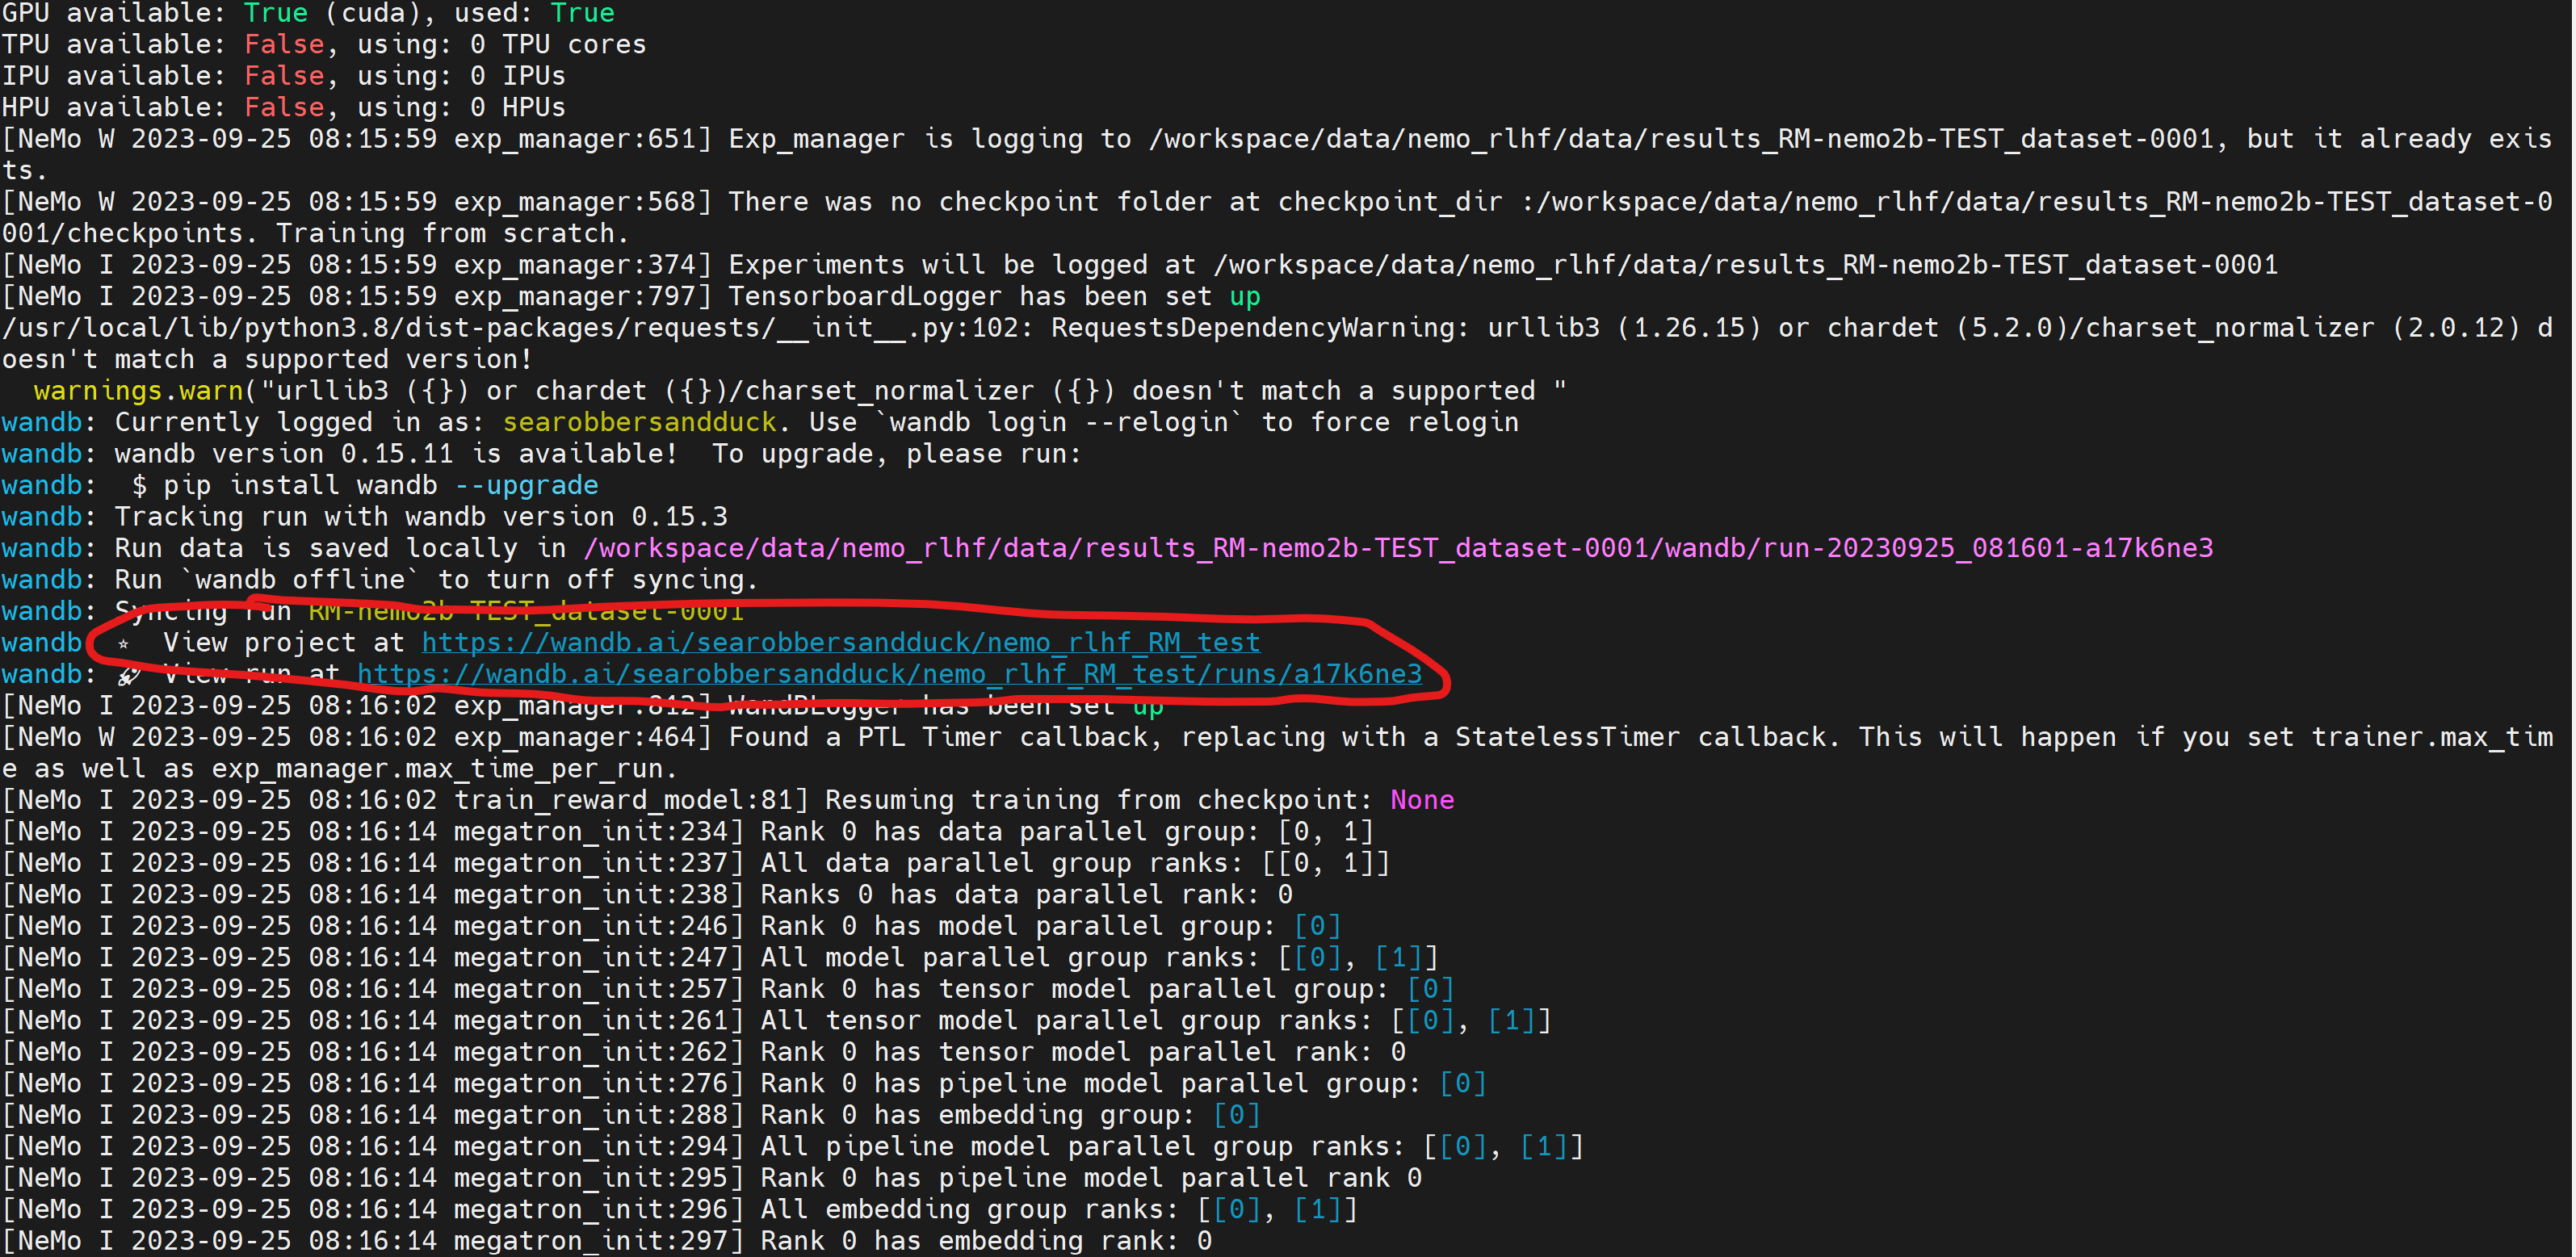 GPU available: True (cuda), used: True
TPU available: False, using: 0 TPU cores
IPU available: False, using: 0 IPUs
HPU available: False, using: 0 HPUs
[NeMo W 2023-09-25 08:15:59 exp_manager:651] Exp_manager is logging to /workspace/data/nemo_rlhf/data/results_RM-nemo2b-TEST_dataset-0001, but it already exis
ts.
[NeMo W 2023-09-25 08:15:59 exp_manager:568] There was no checkpoint folder at checkpoint_dir :/workspace/data/nemo_rlhf/data/results_RM-nemo2b-TEST_dataset-0
001/checkpoints. Training from scratch.
[NeMo I 2023-09-25 08:15:59 exp_manager:374] Experiments will be logged at /workspace/data/nemo_rlhf/data/results_RM-nemo2b-TEST_dataset-0001
[NeMo I 2023-09-25 08:15:59 exp_manager:797] TensorboardLogger has been set up
/usr/local/lib/python3.8/dist-packages/requests/__init__.py:102: RequestsDependencyWarning: urllib3 (1.26.15) or chardet (5.2.0)/charset_normalizer (2.0.12) d
oesn't match a supported version!
  warnings.warn("urllib3 ({}) or chardet ({})/charset_normalizer ({}) doesn't match a supported "
wandb: Currently logged in as: searobbersandduck. Use `wandb login --relogin` to force relogin
wandb: wandb version 0.15.11 is available!  To upgrade, please run:
wandb:  $ pip install wandb --upgrade
wandb: Tracking run with wandb version 0.15.3
wandb: Run data is saved locally in /workspace/data/nemo_rlhf/data/results_RM-nemo2b-TEST_dataset-0001/wandb/run-20230925_081601-a17k6ne3
wandb: Run `wandb offline` to turn off syncing.
wandb: Syncing run RM-nemo2b-TEST_dataset-0001
wandb: ⭐ View project at https://wandb.ai/searobbersandduck/nemo_rlhf_RM_test
wandb: 🚀 View run at https://wandb.ai/searobbersandduck/nemo_rlhf_RM_test/runs/a17k6ne3
[NeMo I 2023-09-25 08:16:02 exp_manager:812] WandBLogger has been set up
[NeMo W 2023-09-25 08:16:02 exp_manager:464] Found a PTL Timer callback, replacing with a StatelessTimer callback. This will happen if you set trainer.max_tim
e as well as exp_manager.max_time_per_run.
[NeMo I 2023-09-25 08:16:02 train_reward_model:81] Resuming training from checkpoint: None
[NeMo I 2023-09-25 08:16:14 megatron_init:234] Rank 0 has data parallel group: [0, 1]
[NeMo I 2023-09-25 08:16:14 megatron_init:237] All data parallel group ranks: [[0, 1]]
[NeMo I 2023-09-25 08:16:14 megatron_init:238] Ranks 0 has data parallel rank: 0
[NeMo I 2023-09-25 08:16:14 megatron_init:246] Rank 0 has model parallel group: [0]
[NeMo I 2023-09-25 08:16:14 megatron_init:247] All model parallel group ranks: [[0], [1]]
[NeMo I 2023-09-25 08:16:14 megatron_init:257] Rank 0 has tensor model parallel group: [0]
[NeMo I 2023-09-25 08:16:14 megatron_init:261] All tensor model parallel group ranks: [[0], [1]]
[NeMo I 2023-09-25 08:16:14 megatron_init:262] Rank 0 has tensor model parallel rank: 0
[NeMo I 2023-09-25 08:16:14 megatron_init:276] Rank 0 has pipeline model parallel group: [0]
[NeMo I 2023-09-25 08:16:14 megatron_init:288] Rank 0 has embedding group: [0]
[NeMo I 2023-09-25 08:16:14 megatron_init:294] All pipeline model parallel group ranks: [[0], [1]]
[NeMo I 2023-09-25 08:16:14 megatron_init:295] Rank 0 has pipeline model parallel rank 0
[NeMo I 2023-09-25 08:16:14 megatron_init:296] All embedding group ranks: [[0], [1]]
[NeMo I 2023-09-25 08:16:14 megatron_init:297] Rank 0 has embedding rank: 0